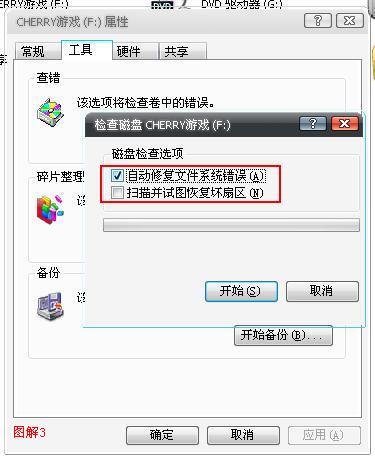 CHERRY游戏 (F:)
DVD 驱动器 (G:)
CHERRY游戏 (F:) 属性
常规 工具 硬件 共享
查错
该选项将检查卷中的错误。
检查磁盘 CHERRY游戏 (F:)
磁盘检查选项
自动修复文件系统错误(A)
扫描并试图恢复坏扇区(N)
碎片整理
开始(S) 取消
备份
开始备份(B)...
图解3
确定 取消 应用(A)